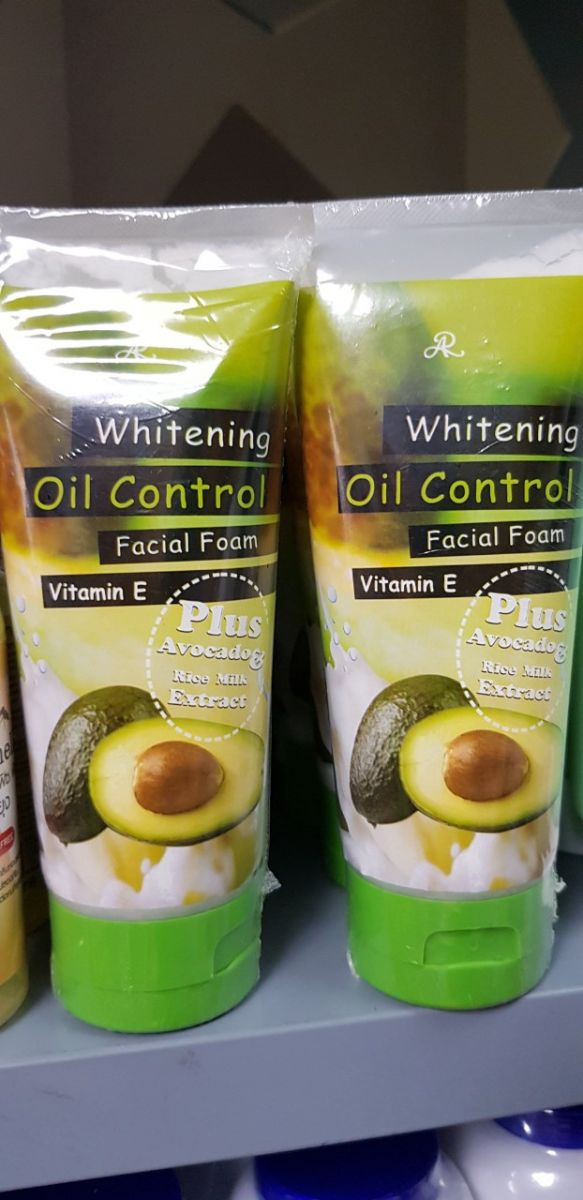 AR
Whitening
Oil Control
Facial Foam
Vitamin E
Plus
Avocado &
Rice Milk
Extract
AR
Whitening
Oil Control
Facial Foam
Vitamin E
Plus
Avocado &
Rice Milk
Extract